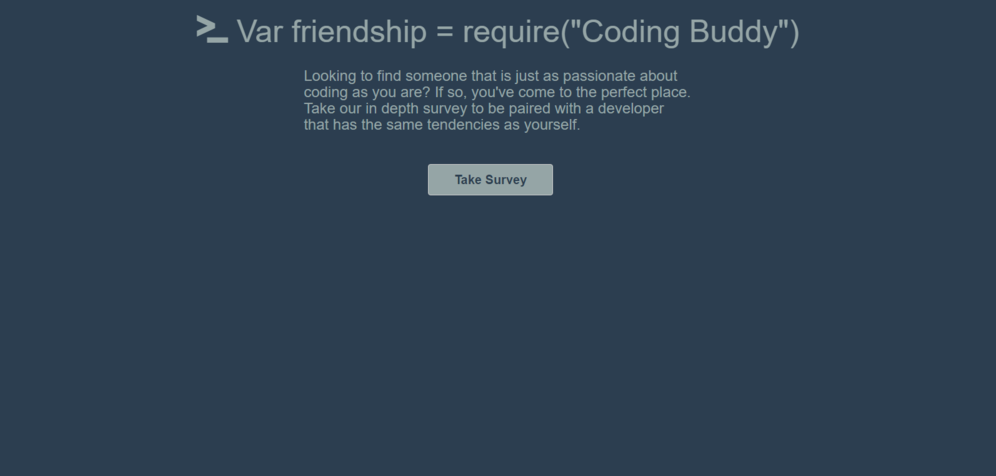 >_ Var friendship = require("Coding Buddy")
Looking to find someone that is just as passionate about
coding as you are? If so, you've come to the perfect place.
Take our in depth survey to be paired with a developer
that has the same tendencies as yourself.
Take Survey